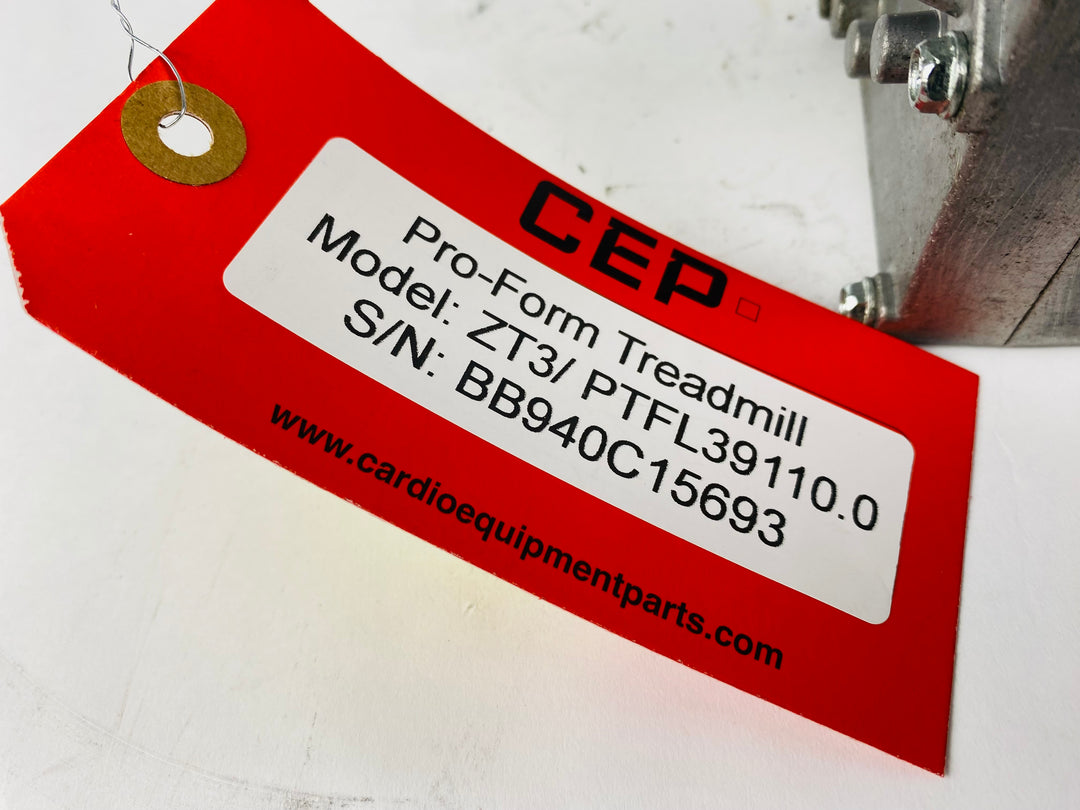 CEP
Pro-Form Treadmill
Model: ZT3/ PTFL39110.0
S/N: BB940C15693
www.cardioequipmentparts.com